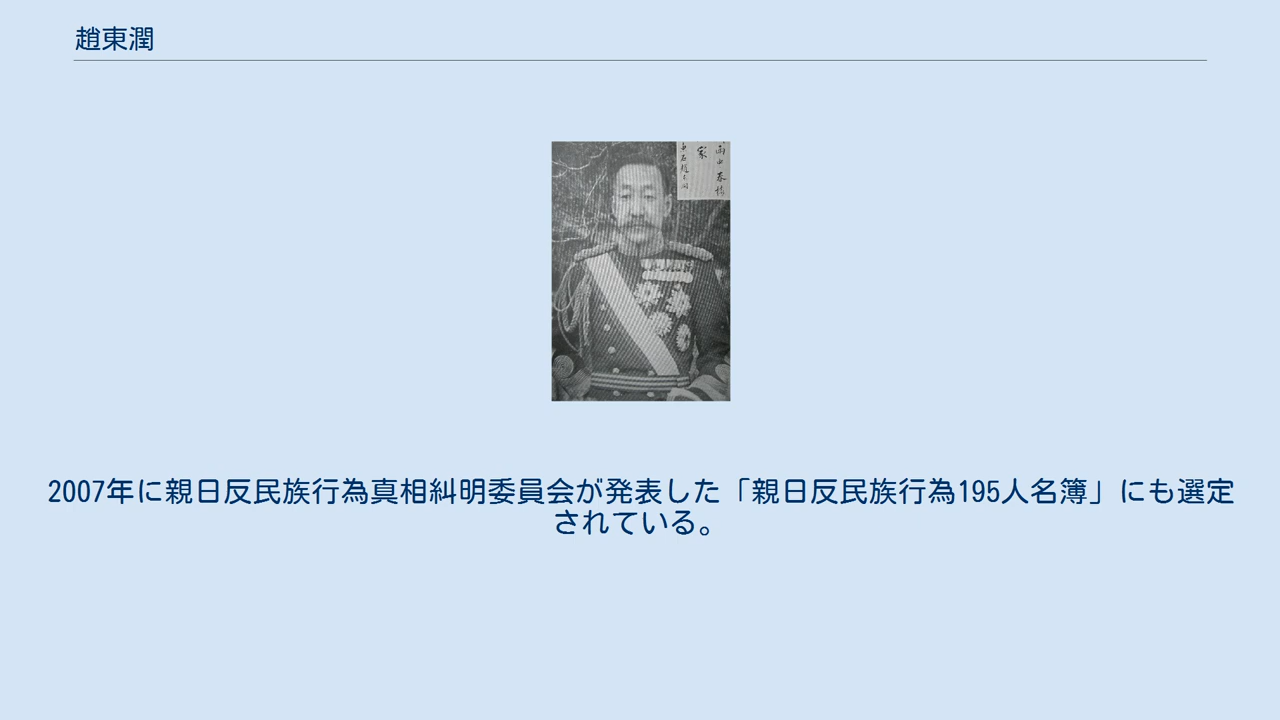 趙東潤
2007年に親日反民族行為真相糾明委員会が発表した「親日反民族行為195人名簿」にも選定
されている。